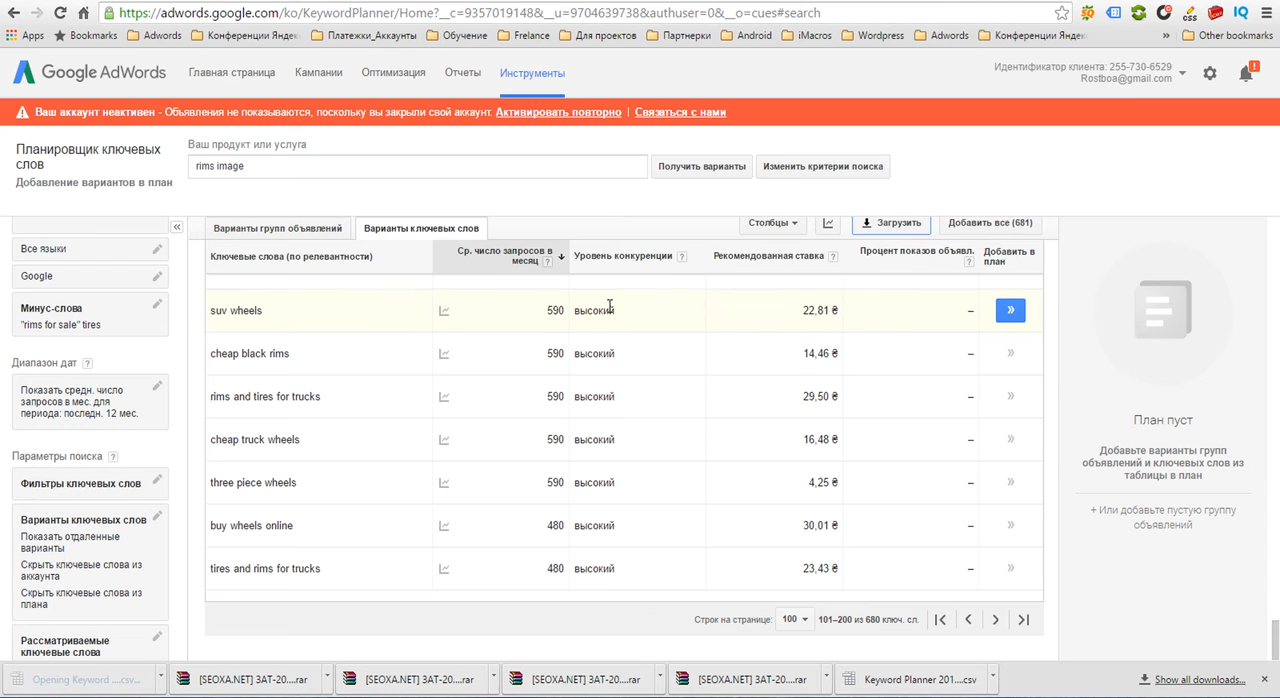 https://adwords.google.com/ko/KeywordPlanner/Home?__c=9357019148&__u=9704639738&authuser=0&__o=cues#search
Apps Bookmarks Adwords Конференции Яндек Платежки_Аккаунты Обучение Frelance Для проектов Партнерки Android iMacros Wordpress Adwords Конференции Яндек » Other bookmarks
Google AdWords Главная страница Кампании Оптимизация Отчеты Инструменты
Идентификатор клиента: 255-730-6529
Rostboa@gmail.com
Ваш аккаунт неактивен - Объявления не показываются, поскольку вы закрыли свой аккаунт. Активировать повторно | Связаться с нами
Планировщик ключевых слов
Добавление вариантов в план
Ваш продукт или услуга
rims image
Получить варианты Изменить критерии поиска
Все языки
Google
Минус-слова
"rims for sale" tires
Диапазон дат ?
Показать средн. число
запросов в мес. для
периода: последн. 12 мес.
Параметры поиска ?
Фильтры ключевых слов
Варианты ключевых слов
Показать отдаленные
варианты
Скрыть ключевые слова из
аккаунта
Скрыть ключевые слова из
плана
Рассматриваемые
ключевые слова
Варианты групп объявлений Варианты ключевых слов Столбцы Загрузить Добавить все (681)
Ключевые слова (по релевантности) Ср. число запросов в месяц ? Уровень конкуренции ? Рекомендованная ставка ? Процент показов объявл. ? Добавить в план
suv wheels 590 высокий 22,81 ₴ – »
cheap black rims 590 высокий 14,46 ₴ – »
rims and tires for trucks 590 высокий 29,50 ₴ – »
cheap truck wheels 590 высокий 16,48 ₴ – »
three piece wheels 590 высокий 4,25 ₴ – »
buy wheels online 480 высокий 30,01 ₴ – »
tires and rims for trucks 480 высокий 23,43 ₴ – »
Строк на странице: 100 101–200 из 680 ключ. сл.
План пуст
Добавьте варианты групп
объявлений и ключевых слов из
таблицы в план
+ Или добавьте пустую группу
объявлений
Opening Keyword ....csv... [SEOXA.NET] ЗАТ-20....rar [SEOXA.NET] ЗАТ-20....rar [SEOXA.NET] ЗАТ-20....rar [SEOXA.NET] ЗАТ-20....rar Keyword Planner 201....csv Show all downloads...